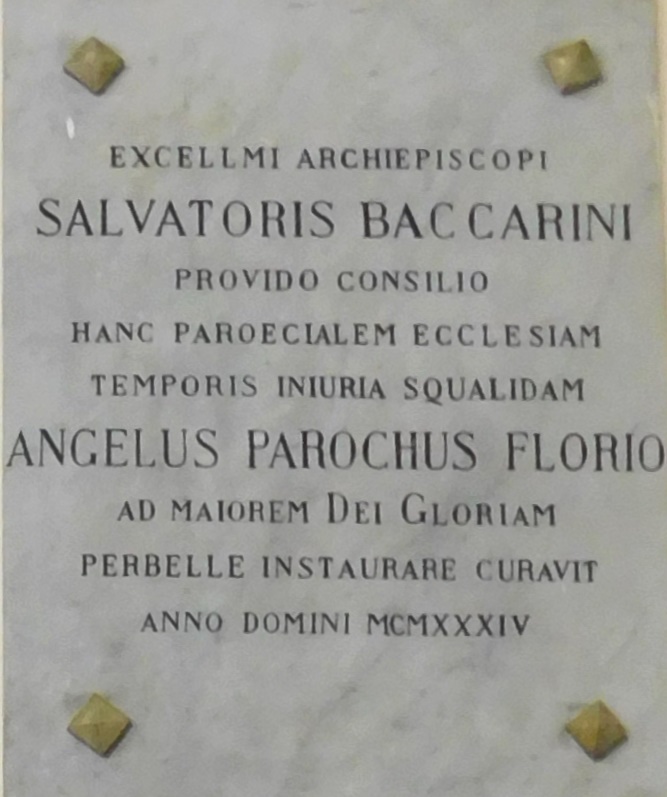 EXCELLMI ARCHIEPISCOPI
SALVATORIS BACCARINI
PROVIDO CONSILIO
HANC PAROECIALEM ECCLESIAM
TEMPORIS INIURIA SQUALIDAM
ANGELUS PAROCHUS FLORIO
AD MAIOREM DEI GLORIAM
PERBELLE INSTAURARE CURAVIT
ANNO DOMINI MCMXXXIV